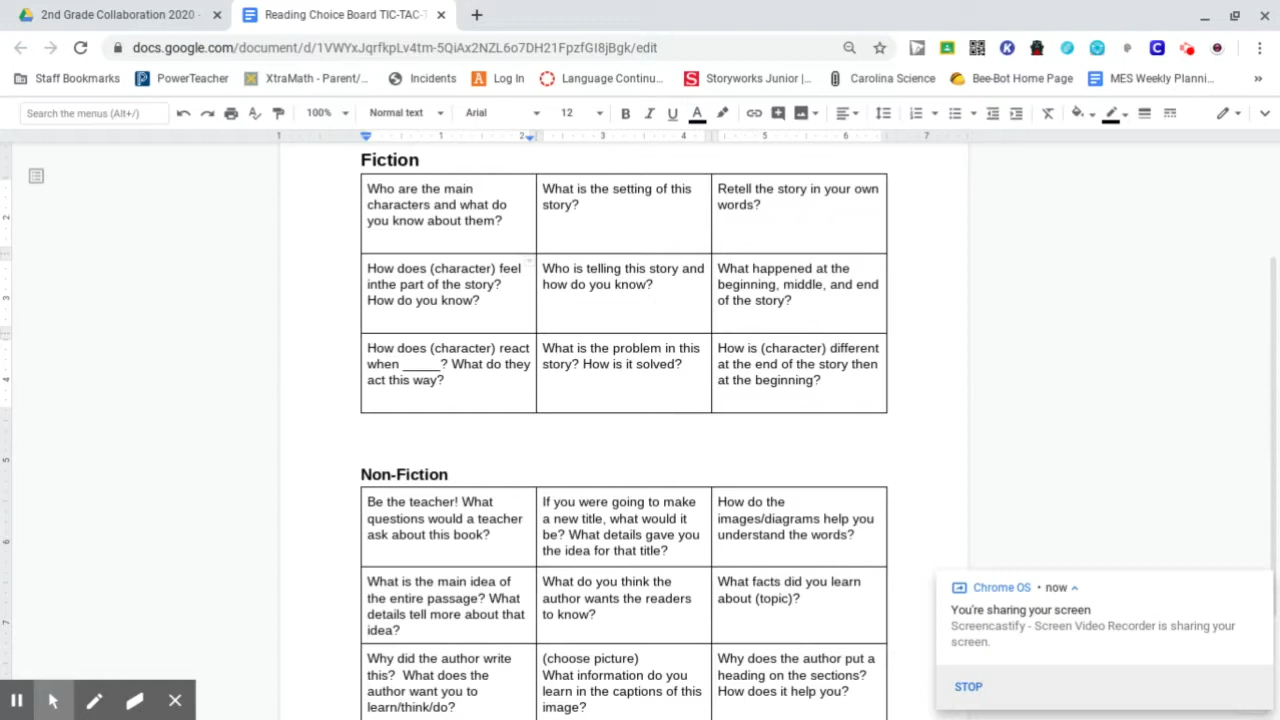 2nd Grade Collaboration 2020 -
Reading Choice Board TIC-TAC-T
docs.google.com/document/d/1VWYxJqrfkpLv4tm-5QiAx2NZL6o7DH21FpzfGI8jBgk/edit
Staff Bookmarks
PowerTeacher
XtraMath - Parent/...
Incidents
Log In
Language Continu...
Storyworks Junior |...
Carolina Science
Bee-Bot Home Page
MES Weekly Planni...
Search the menus (Alt+/)
100%
Normal text
Arial
12
Fiction
Who are the main
characters and what do
you know about them?
What is the setting of this
story?
Retell the story in your own
words?
How does (character) feel
inthe part of the story?
How do you know?
Who is telling this story and
how do you know?
What happened at the
beginning, middle, and end
of the story?
How does (character) react
when _____? What do they
act this way?
What is the problem in this
story? How is it solved?
How is (character) different
at the end of the story then
at the beginning?
Non-Fiction
Be the teacher! What
questions would a teacher
ask about this book?
If you were going to make
a new title, what would it
be? What details gave you
the idea for that title?
How do the
images/diagrams help you
understand the words?
What is the main idea of
the entire passage? What
details tell more about that
idea?
What do you think the
author wants the readers
to know?
What facts did you learn
about (topic)?
Why did the author write
this?  What does the
author want you to
learn/think/do?
(choose picture)
What information do you
learn in the captions of this
image?
Why does the author put a
heading on the sections?
How does it help you?
Chrome OS • now
You're sharing your screen
Screencastify - Screen Video Recorder is sharing your
screen.
STOP